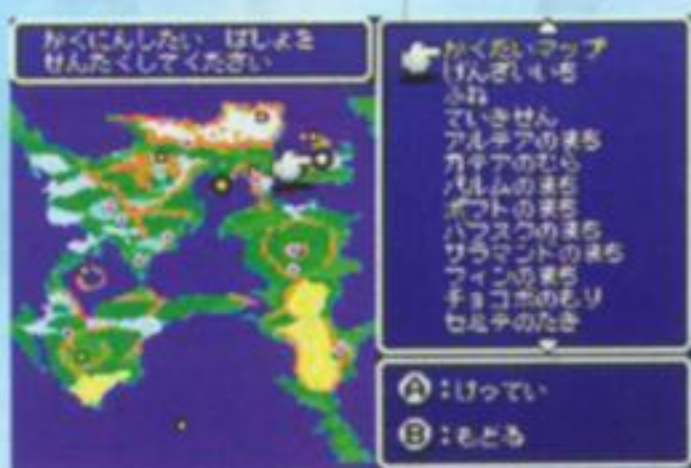 かくにんしたい ばしょを
せんたくしてください
かくだいマップ
げんざいいち
ふね
ていきせん
アルテアのまち
ガテアのむら
パルムのまち
ポフトのまち
バフスクのまち
サラマンドのまち
フィンのまち
チョコボのもり
セミテのたき
Ⓐ:けってい
Ⓑ:もどる